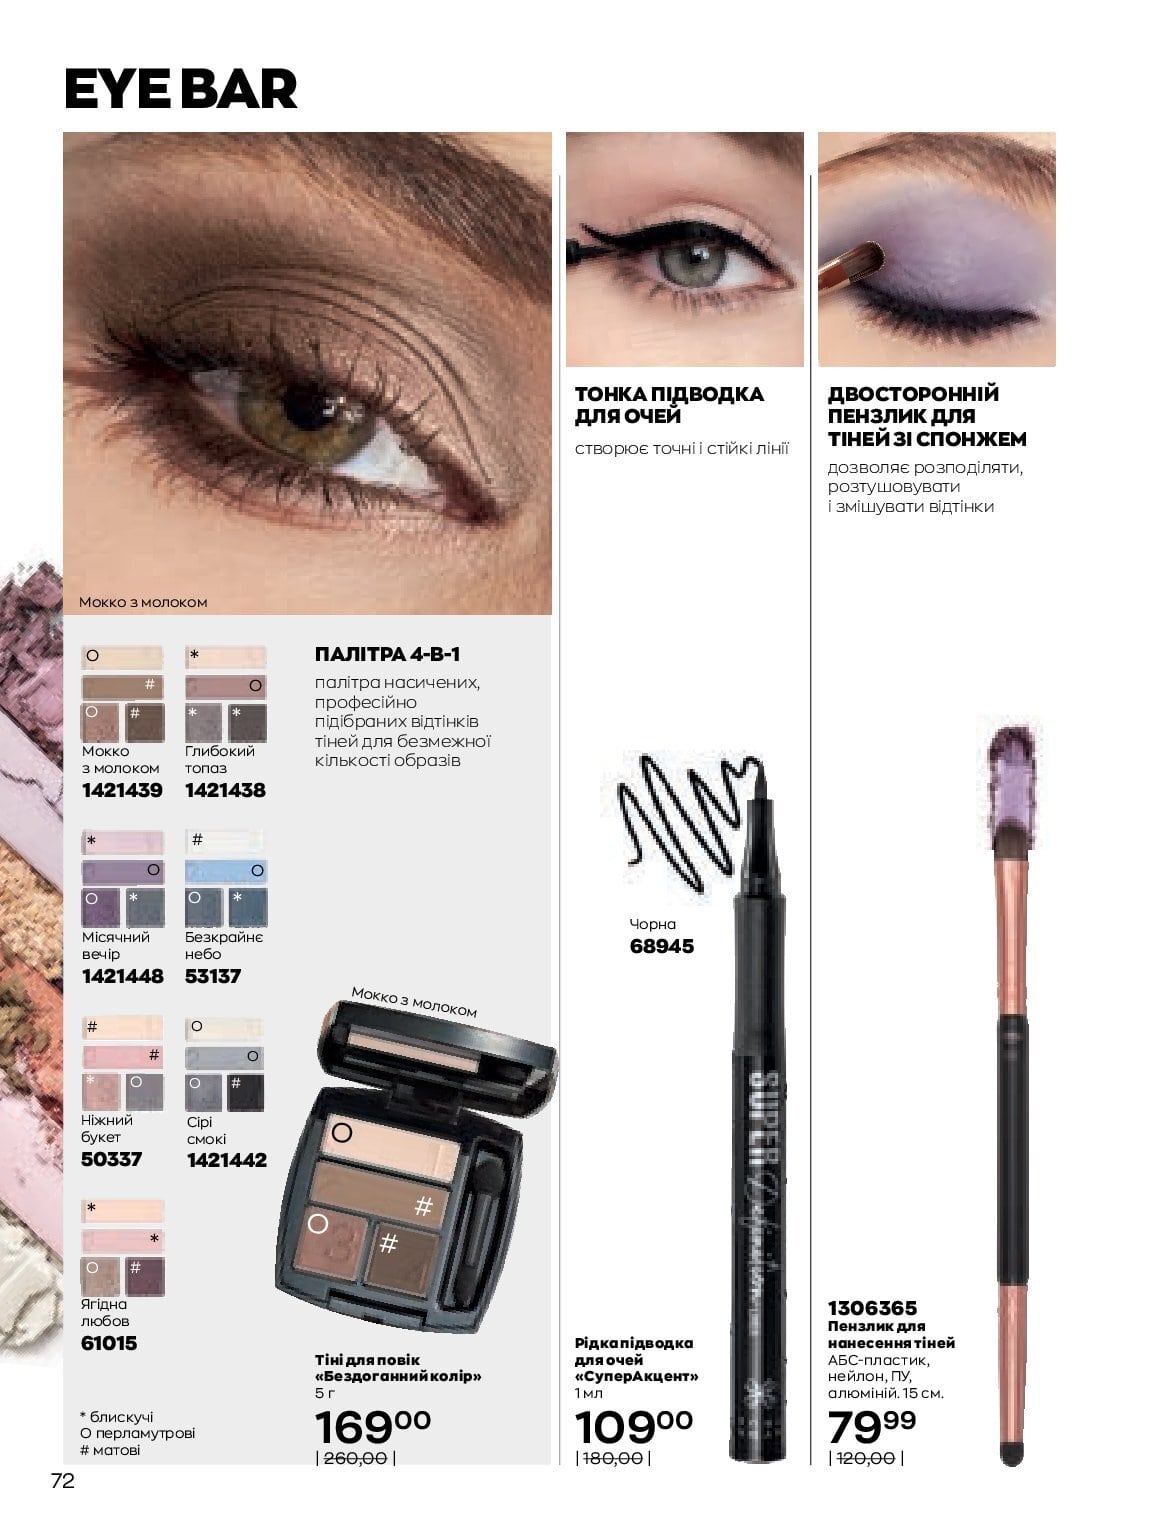 EYE BAR
Мокко з молоком
ТОНКА ПІДВОДКА
ДЛЯ ОЧЕЙ
створює точні і стійкі лінії
ДВОСТОРОННІЙ
ПЕНЗЛИК ДЛЯ
ТІНЕЙ ЗІ СПОНЖЕМ
дозволяє розподіляти,
розтушовувати
і змішувати відтінки
ПАЛІТРА 4-В-1
палітра насичених,
професійно
підібраних відтінків
тіней для безмежної
кількості образів
O
#
O #
Мокко
з молоком
1421439
*
O
* *
Глибокий
топаз
1421438
*
O
O *
Місячний
вечір
1421448
#
O
O *
Безкрайнє
небо
53137
#
#
* O
Ніжний
букет
50337
O
O
O #
Сірі
смокі
1421442
*
*
O #
Ягідна
любов
61015
* блискучі
O перламутрові
# матові
Мокко з молоком
O
#
O
#
Тіні для повік
«Бездоганний колір»
5 г
169 00
| 260,00 |
Чорна
68945
SUPER
SUPER
Definition
Рідка підводка
для очей
«СуперАкцент»
1 мл
109 00
| 180,00 |
1306365
Пензлик для
нанесення тіней
АБС-пластик,
нейлон, ПУ,
алюміній. 15 см.
79 99
| 120,00 |
72